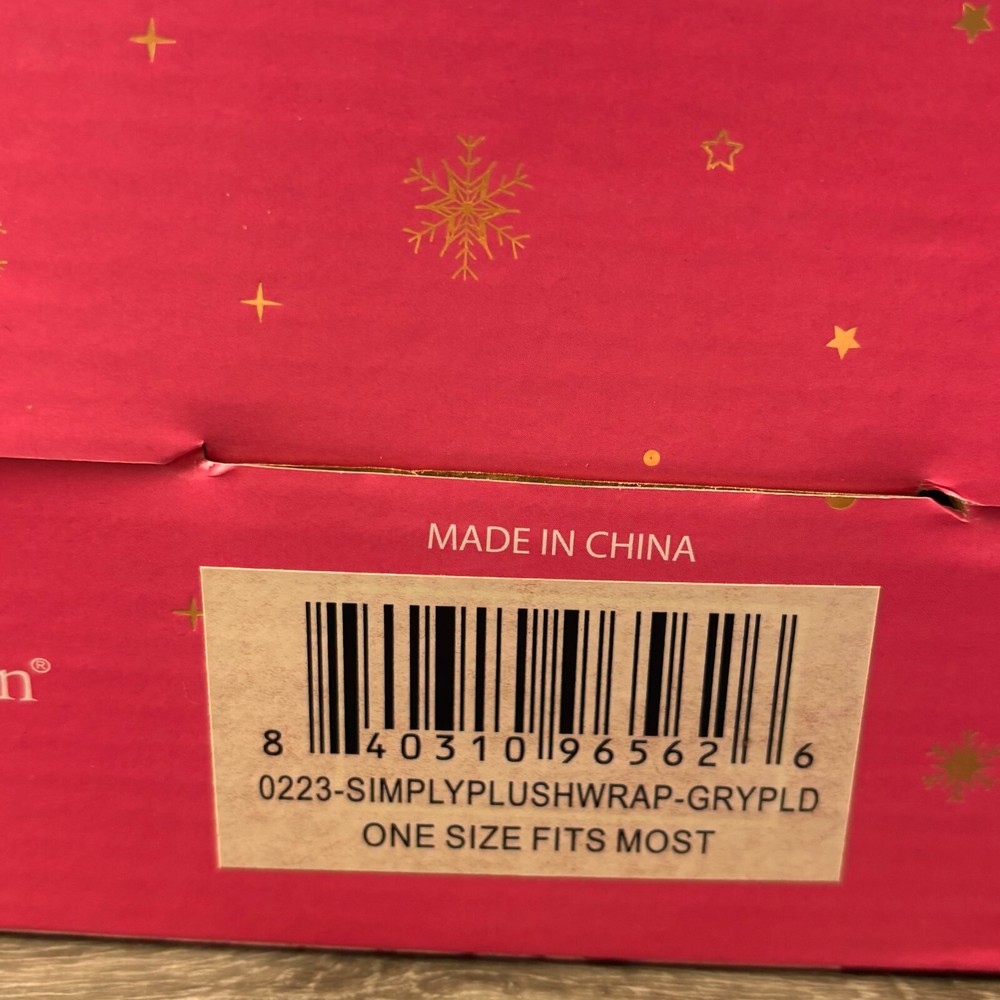 MADE IN CHINA
n®
8 40310 96562 6
0223-SIMPLYPLUSHWRAP-GRYPLD
ONE SIZE FITS MOST